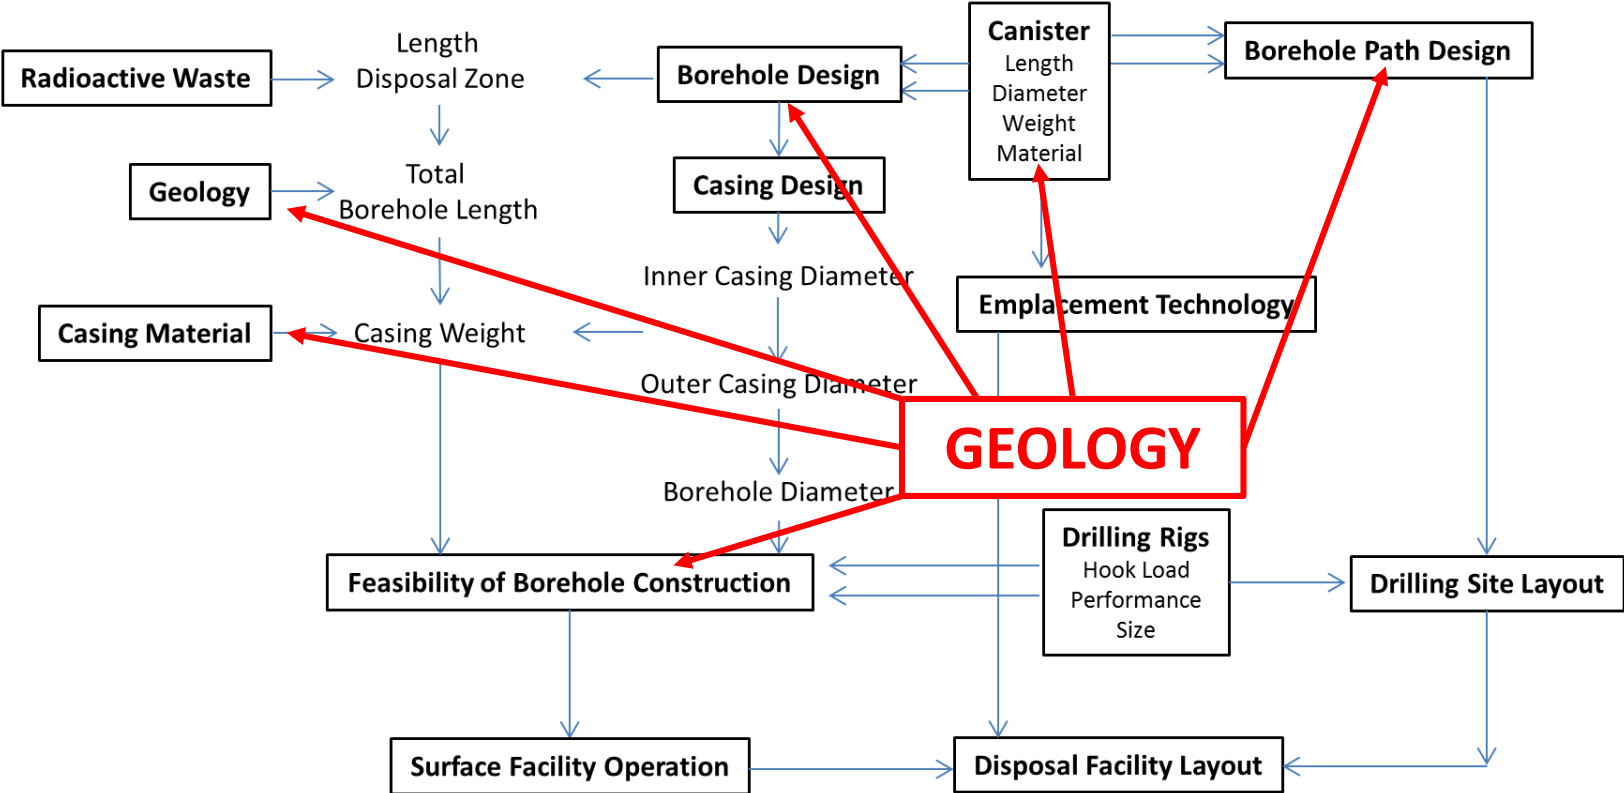 Radioactive Waste
Length
Disposal Zone
Borehole Design
Canister
Length
Diameter
Weight
Material
Borehole Path Design
Geology
Total
Borehole Length
Casing Design
Inner Casing Diameter
Emplacement Technology
Casing Material
Casing Weight
Outer Casing Diameter
GEOLOGY
Borehole Diameter
Feasibility of Borehole Construction
Drilling Rigs
Hook Load
Performance
Size
Drilling Site Layout
Surface Facility Operation
Disposal Facility Layout